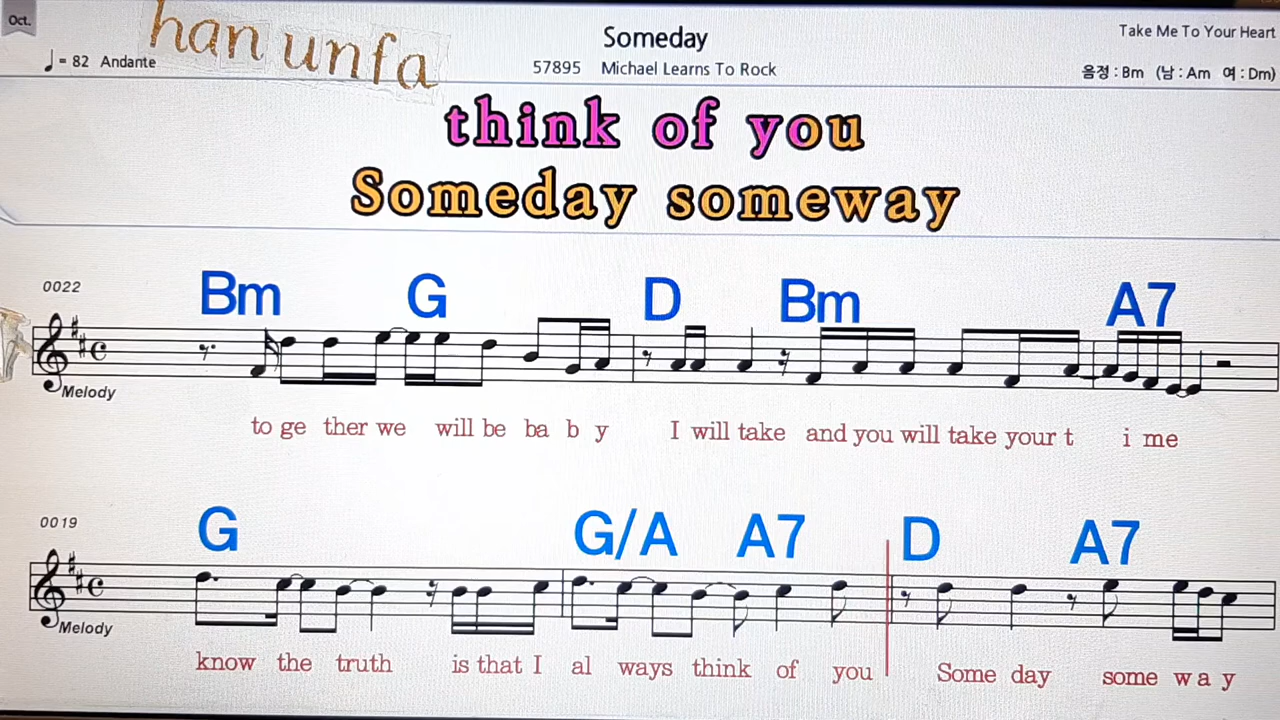 Oct.
han unfa
Someday
Take Me To Your Heart
♩ = 82 Andante
57895 Michael Learns To Rock
음정 : Bm (남 : Am 여 : Dm)
think of you
Someday someway
0022
Bm G D Bm A7
Melody
to ge ther we will be ba b y I will take and you will take your t i me
0019
G G/A A7 D A7
Melody
know the truth is that I al ways think of you Some day some w a y